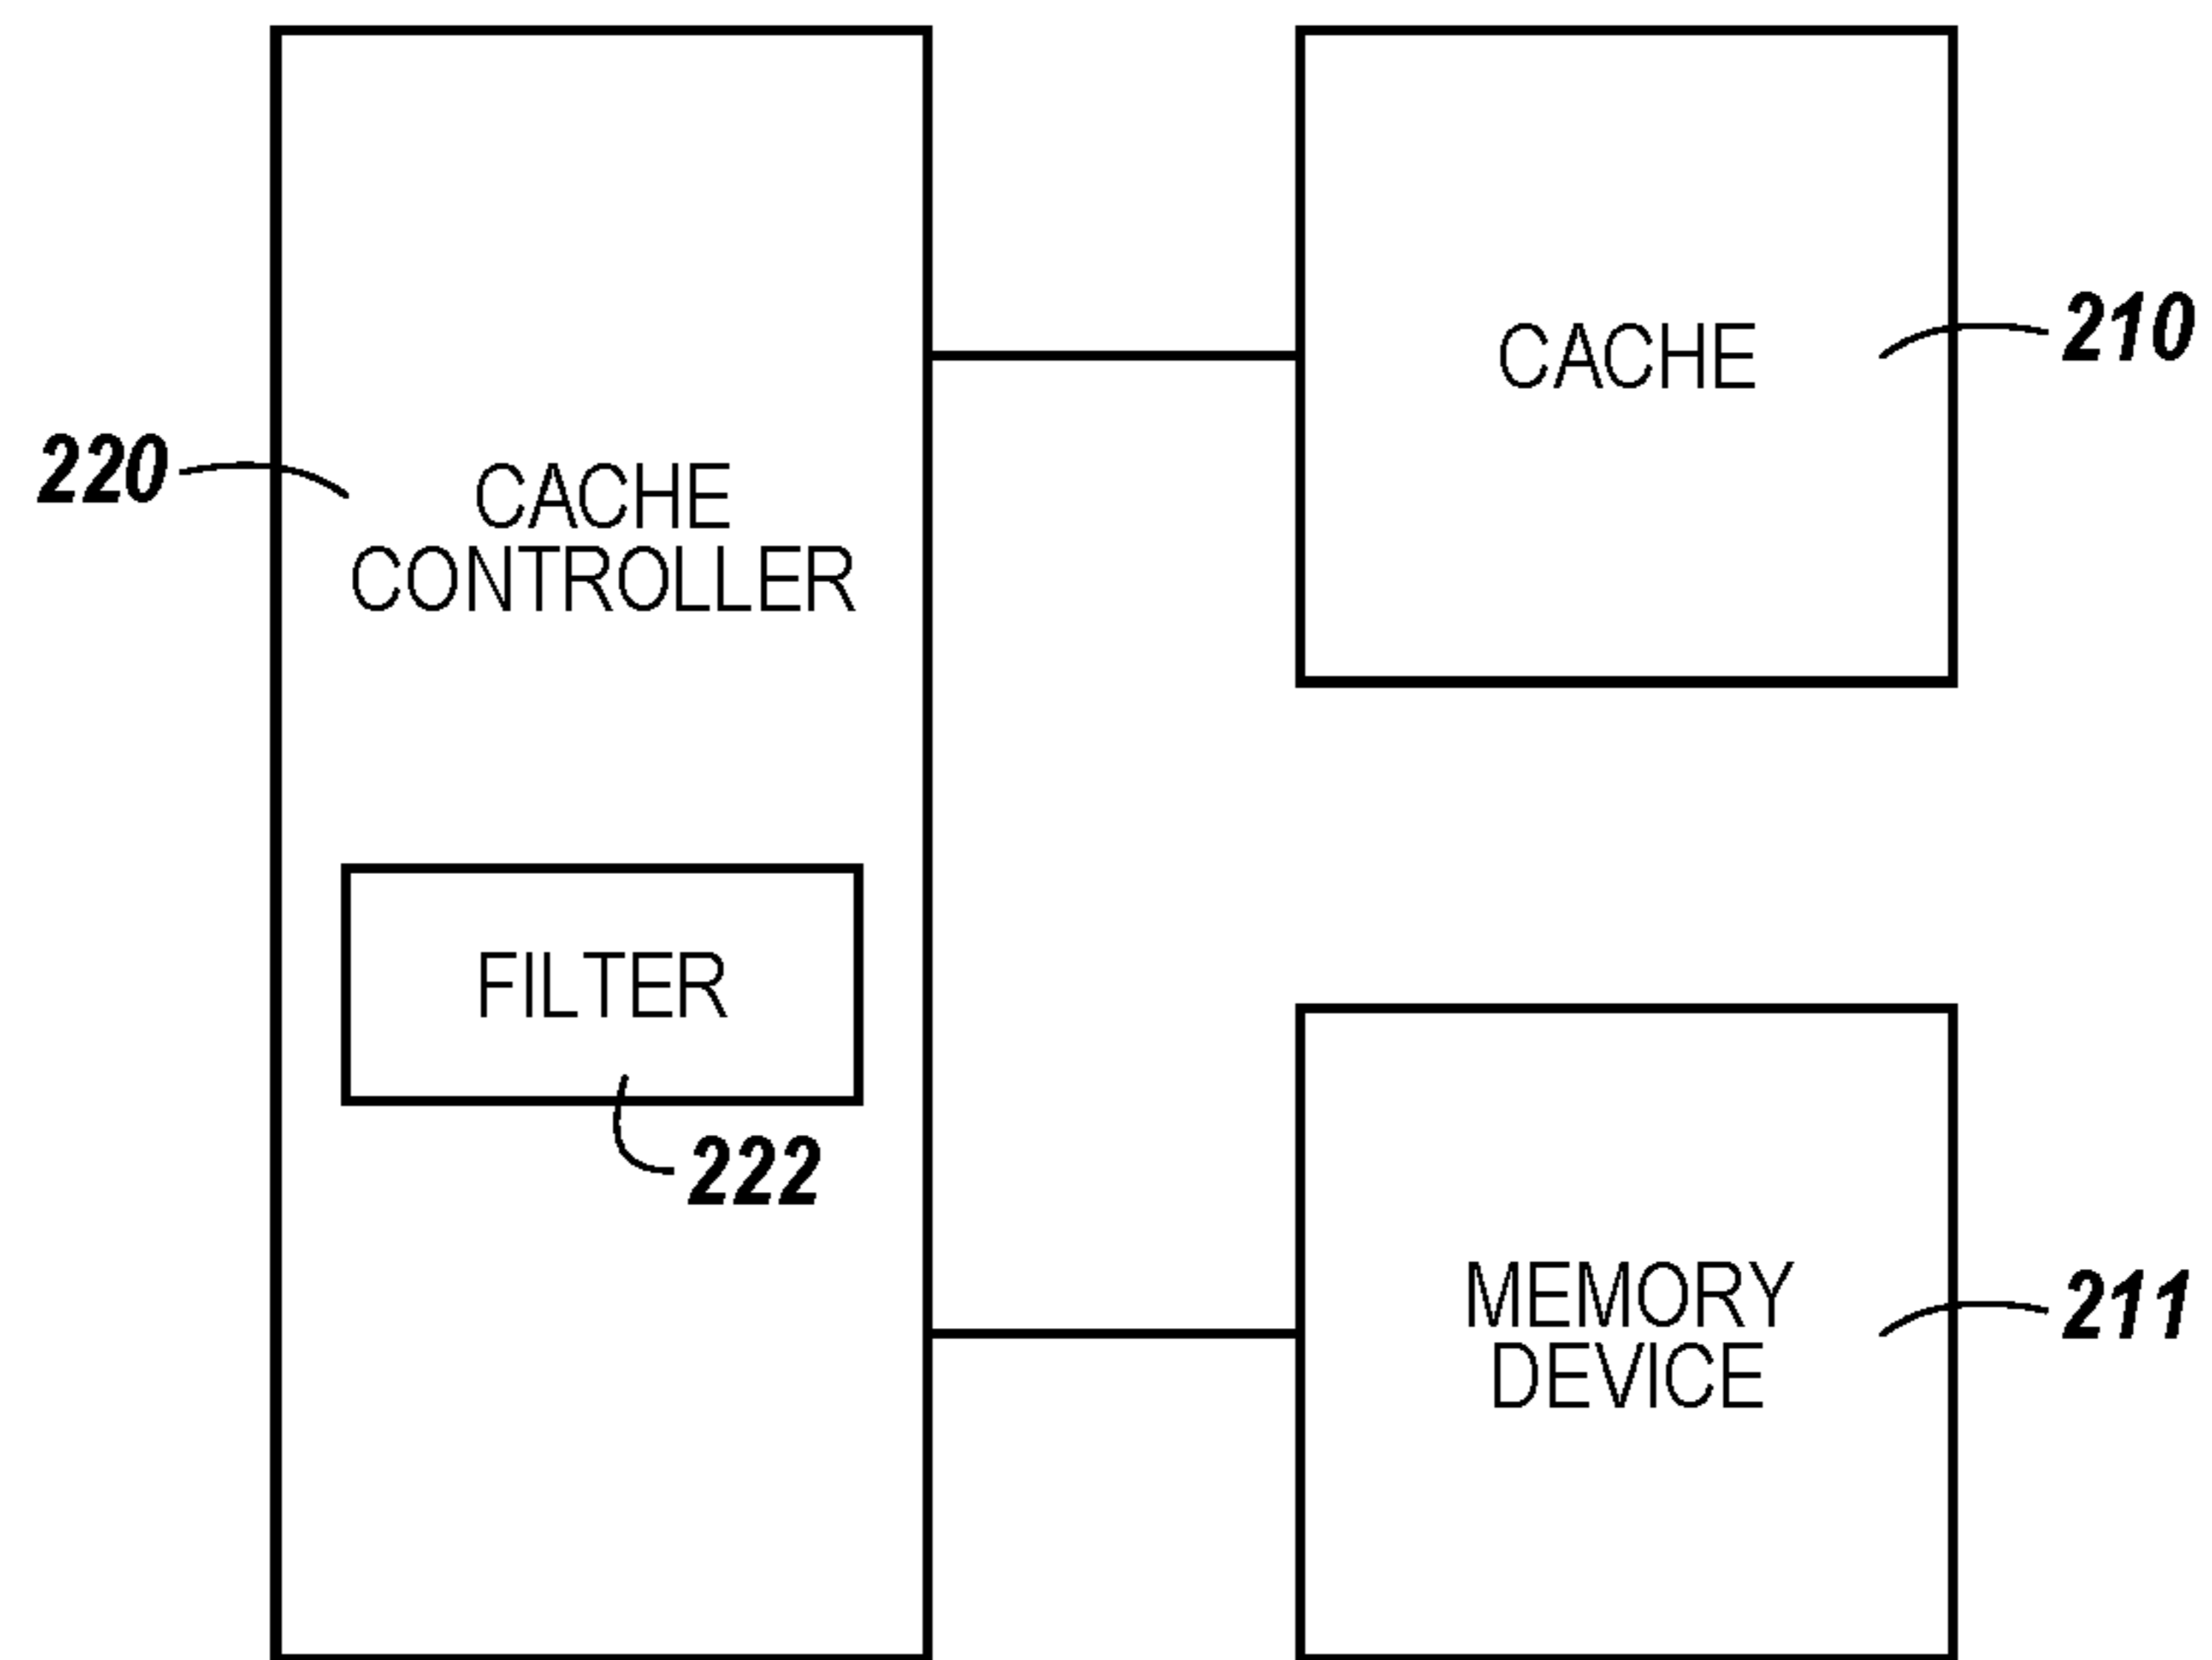 CACHE
210
220
CACHE
CONTROLLER
FILTER
222
MEMORY
DEVICE
211